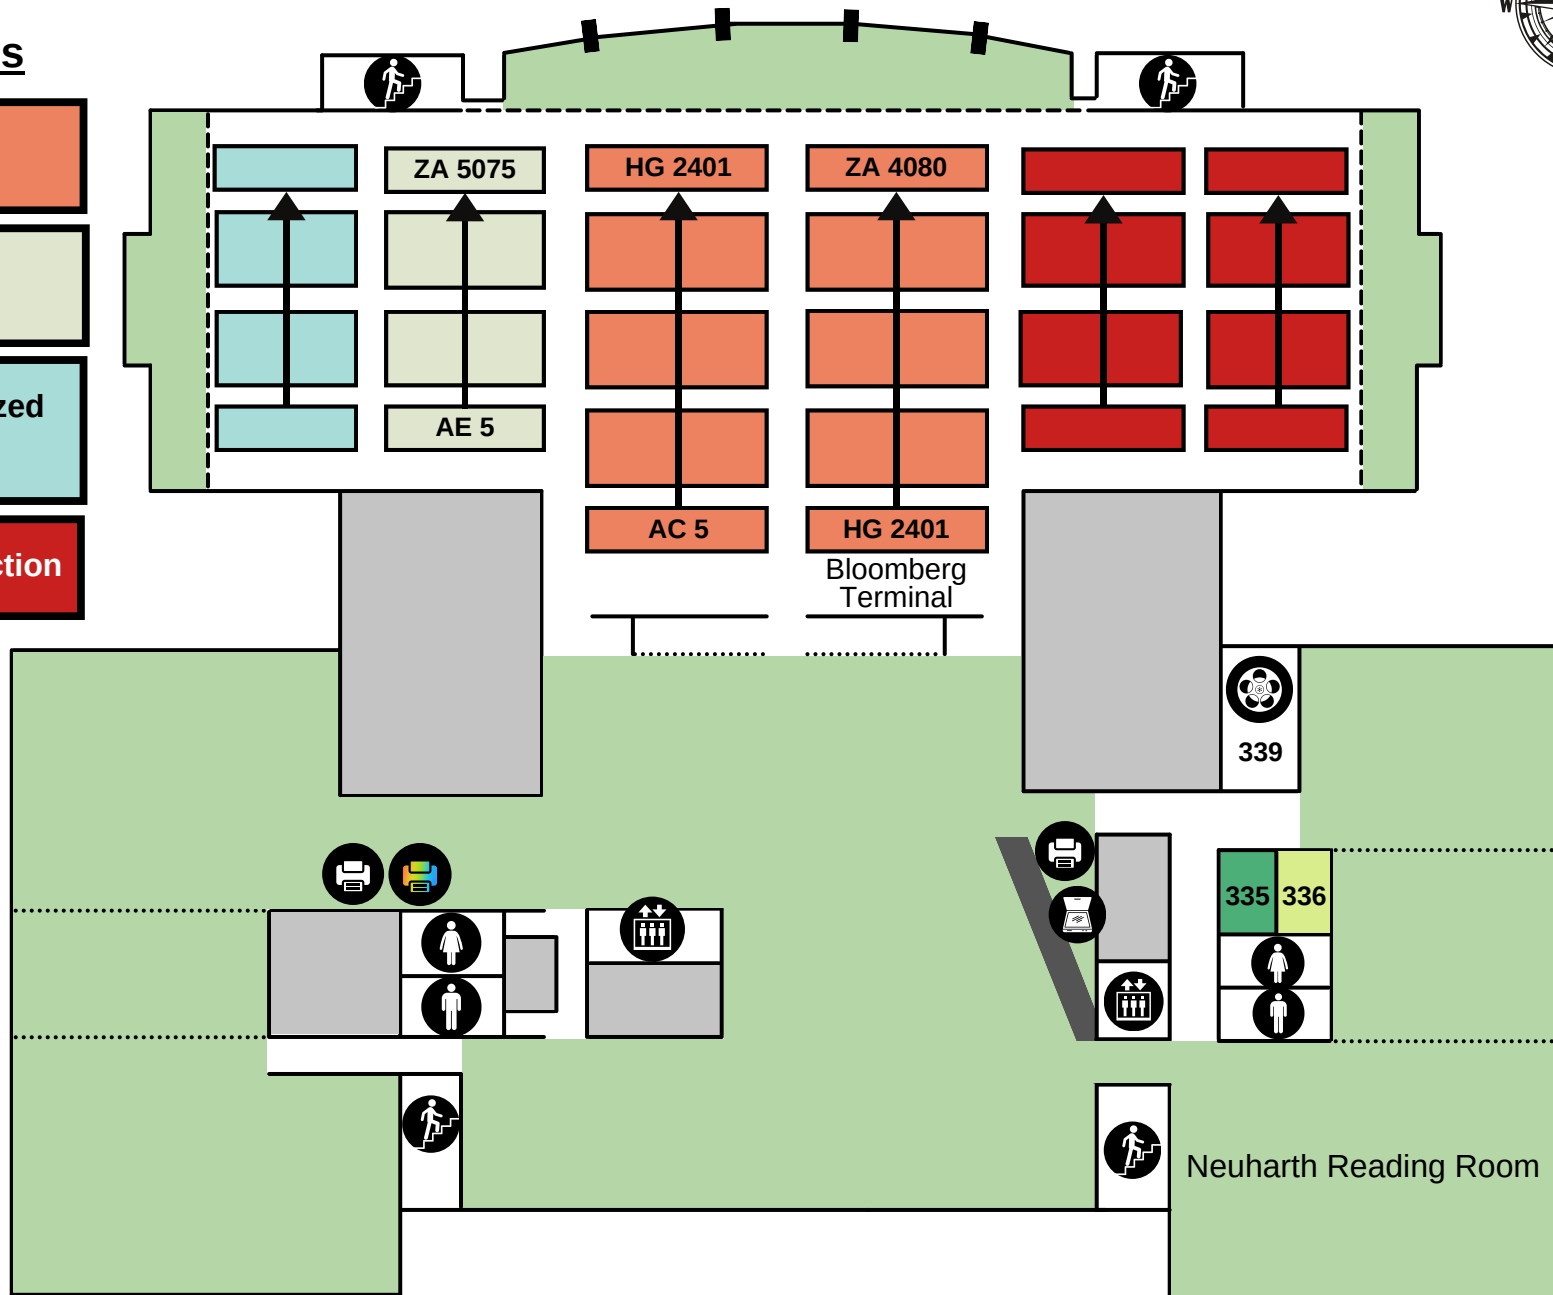 s
W
zed
ction
ZA 5075
HG 2401
ZA 4080
AE 5
AC 5
HG 2401
Bloomberg
Terminal
339
335
336
Neuharth Reading Room